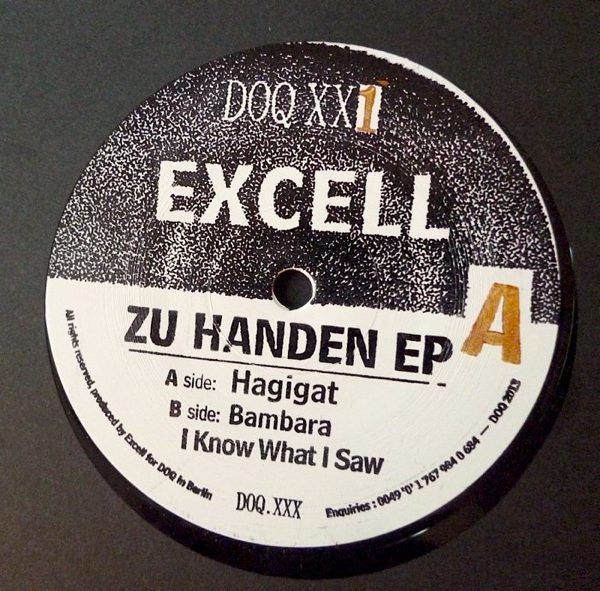 DOQ XX1
EXCELL
A
ZU HANDEN EP
A side: Hagigat
B side: Bambara
I Know What I Saw
All rights reserved, produced by Excell for DOQ in Berlin
DOQ.XXX
Enquiries : 0049 '0' 1 767 984 0 684 — DOQ 2013